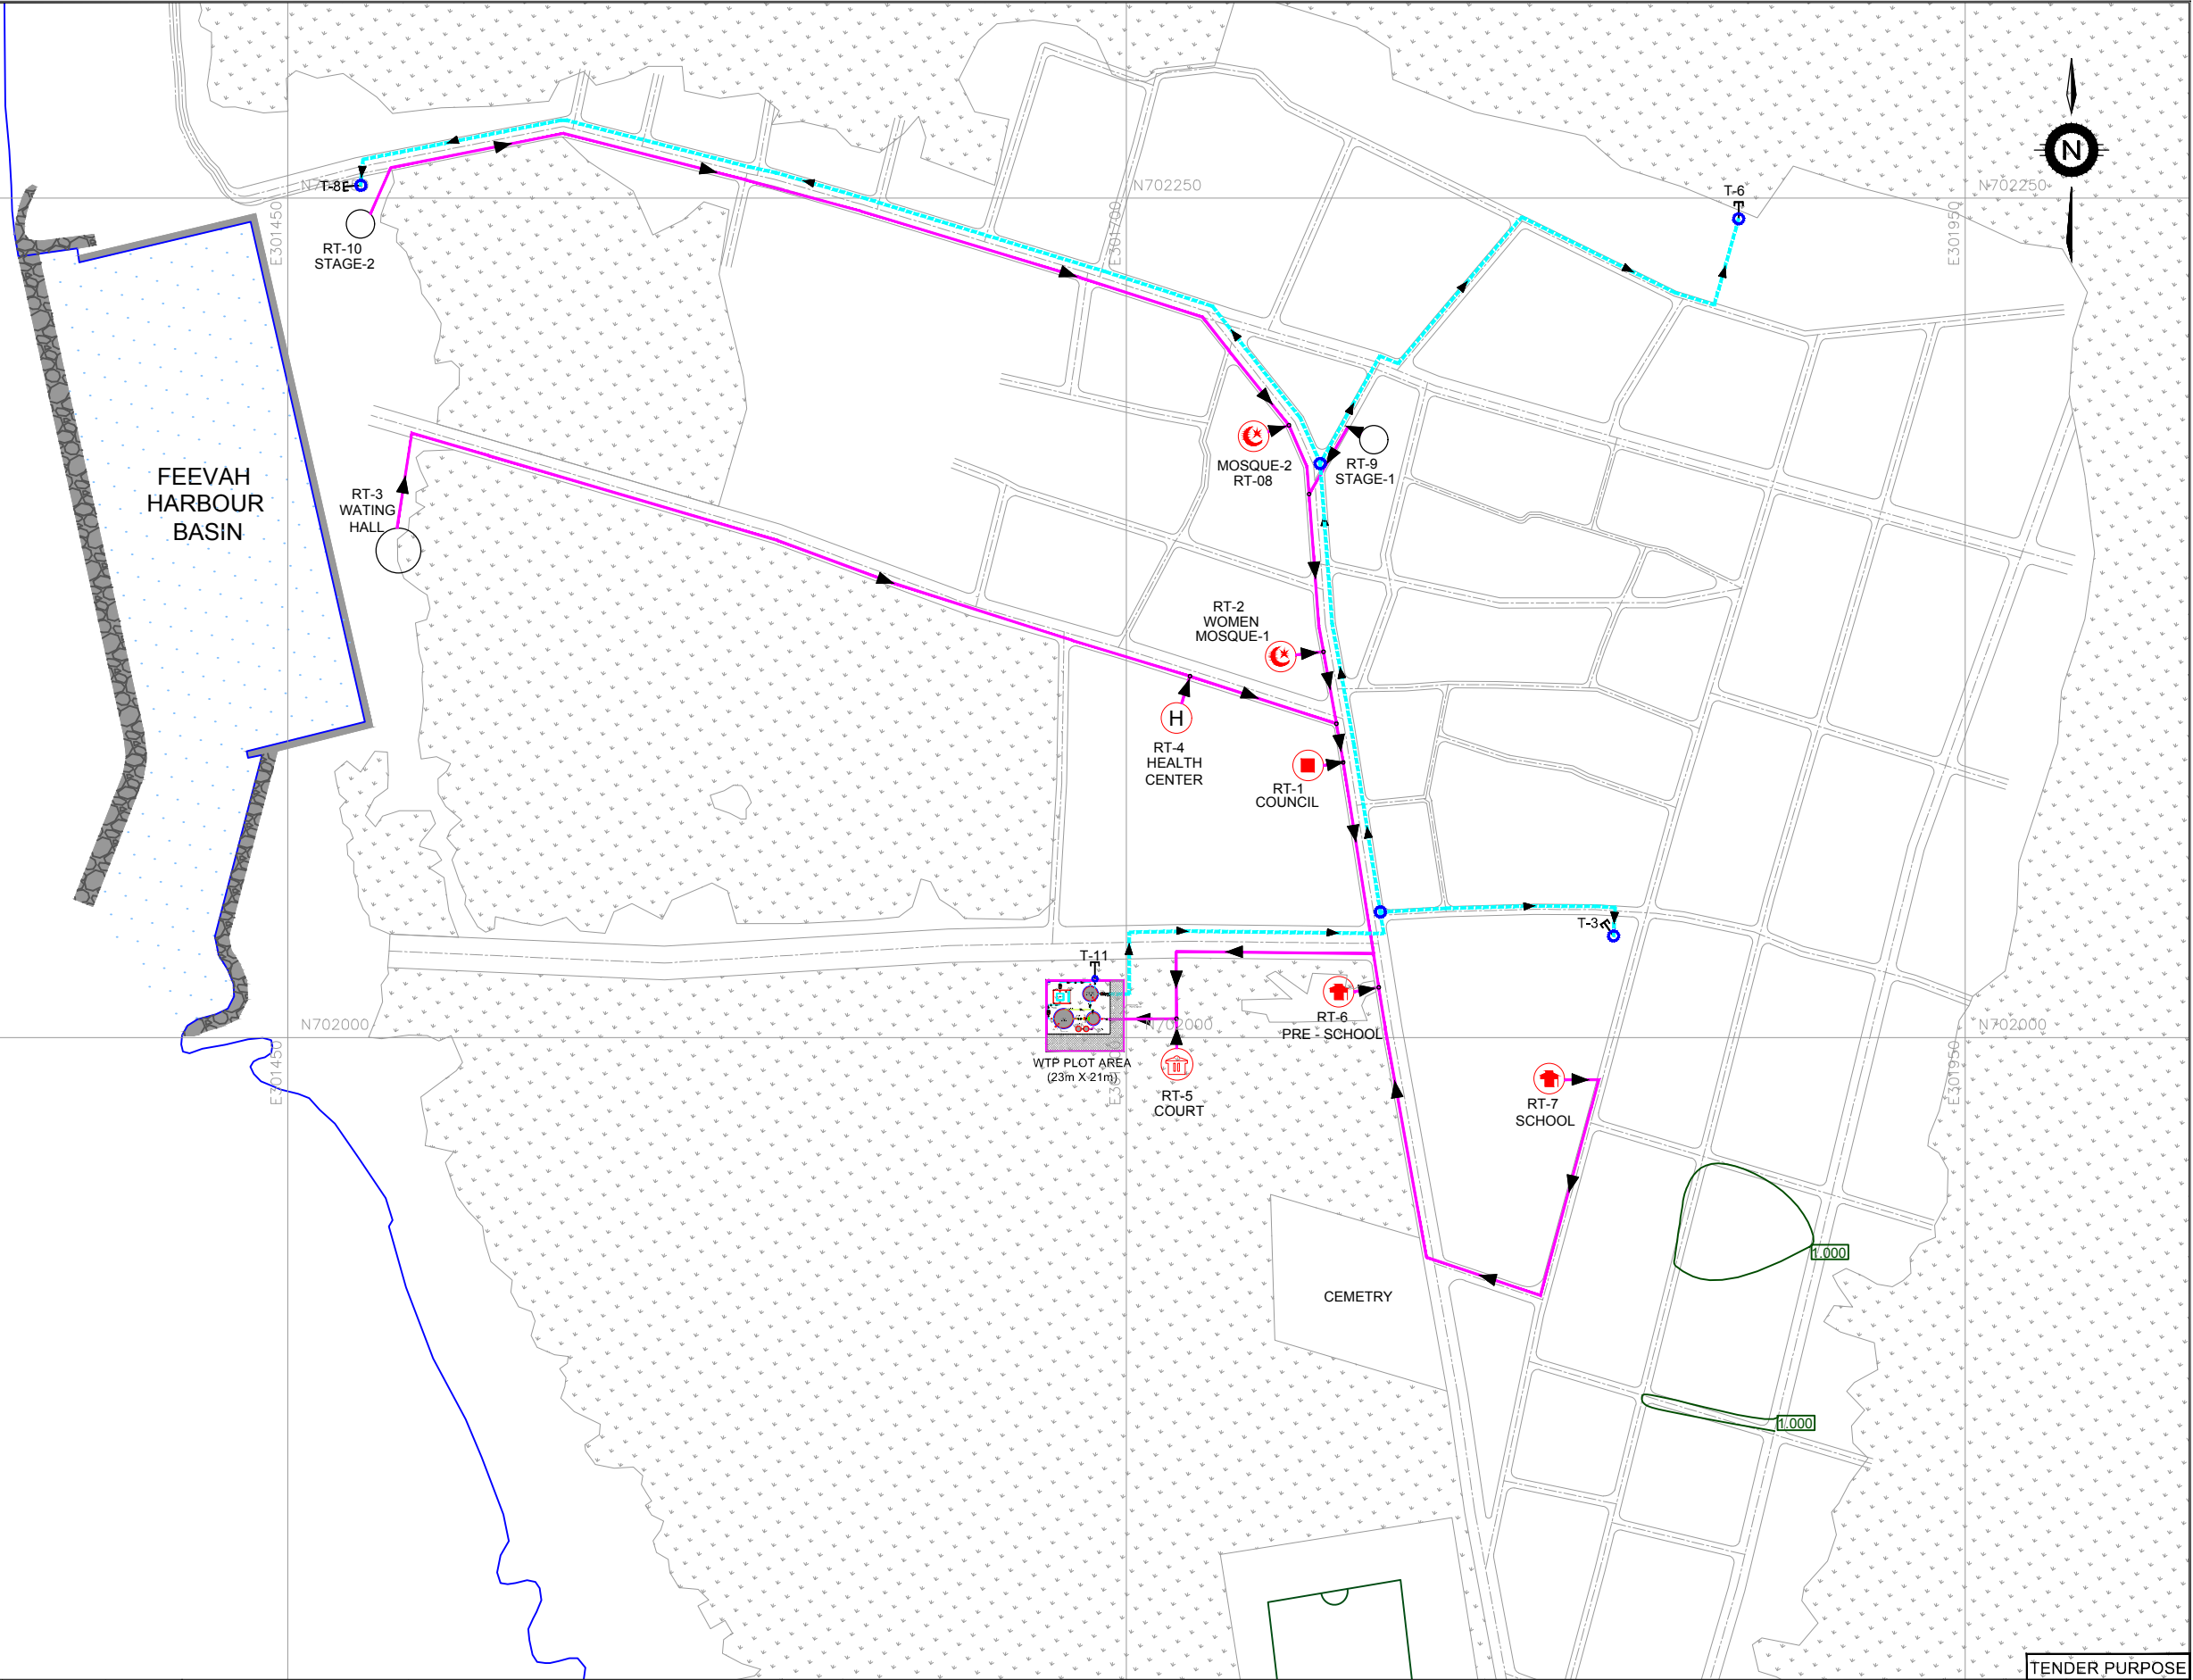 N
N702250
N702250
T-6
T-8
E301450
E301700
E301950
RT-10
STAGE-2
FEEVAH
HARBOUR
BASIN
RT-3
WATING
HALL
MOSQUE-2
RT-08
RT-9
STAGE-1
RT-2
WOMEN
MOSQUE-1
H
RT-4
HEALTH
CENTER
RT-1
COUNCIL
T-3
T-11
N702000
N702000
N702000
RT-6
PRE - SCHOOL
WTP PLOT AREA
(23m X 21m)
E301450
E301950
RT-5
COURT
RT-7
SCHOOL
1.000
CEMETRY
1.000
TENDER PURPOSE